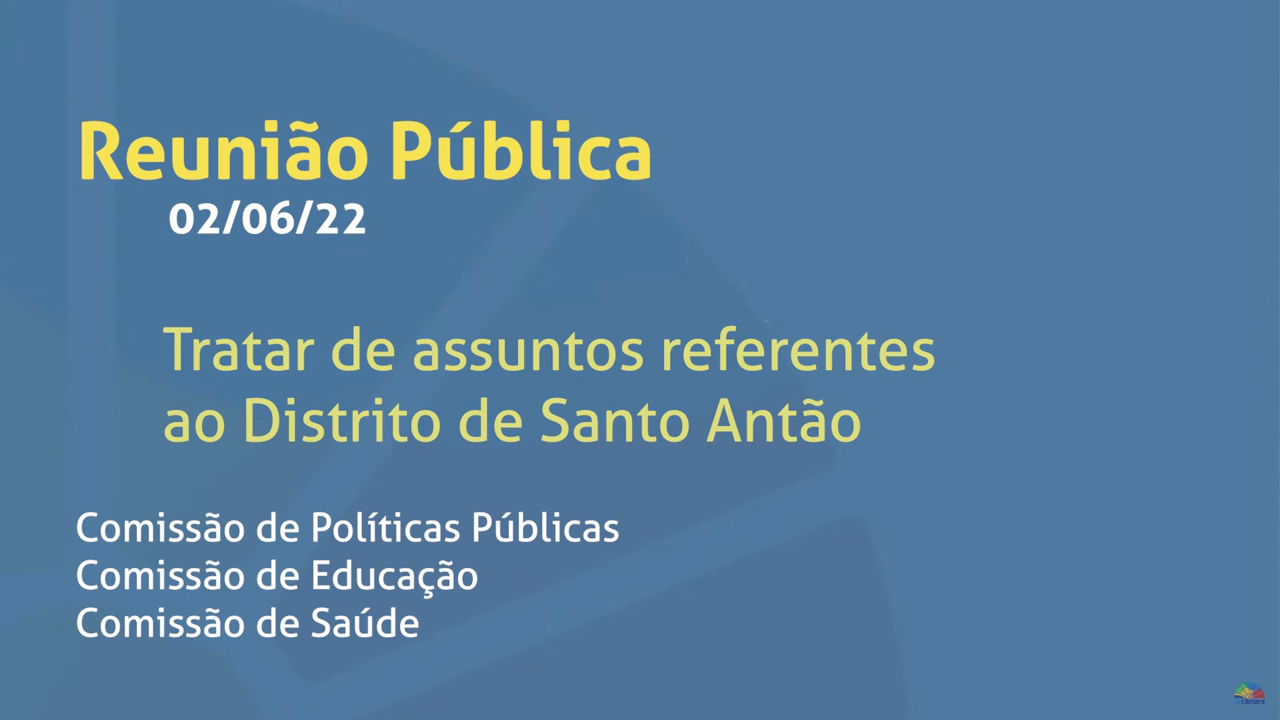 Reunião Pública
02/06/22
Tratar de assuntos referentes
ao Distrito de Santo Antão
Comissão de Políticas Públicas
Comissão de Educação
Comissão de Saúde
tvcâmara